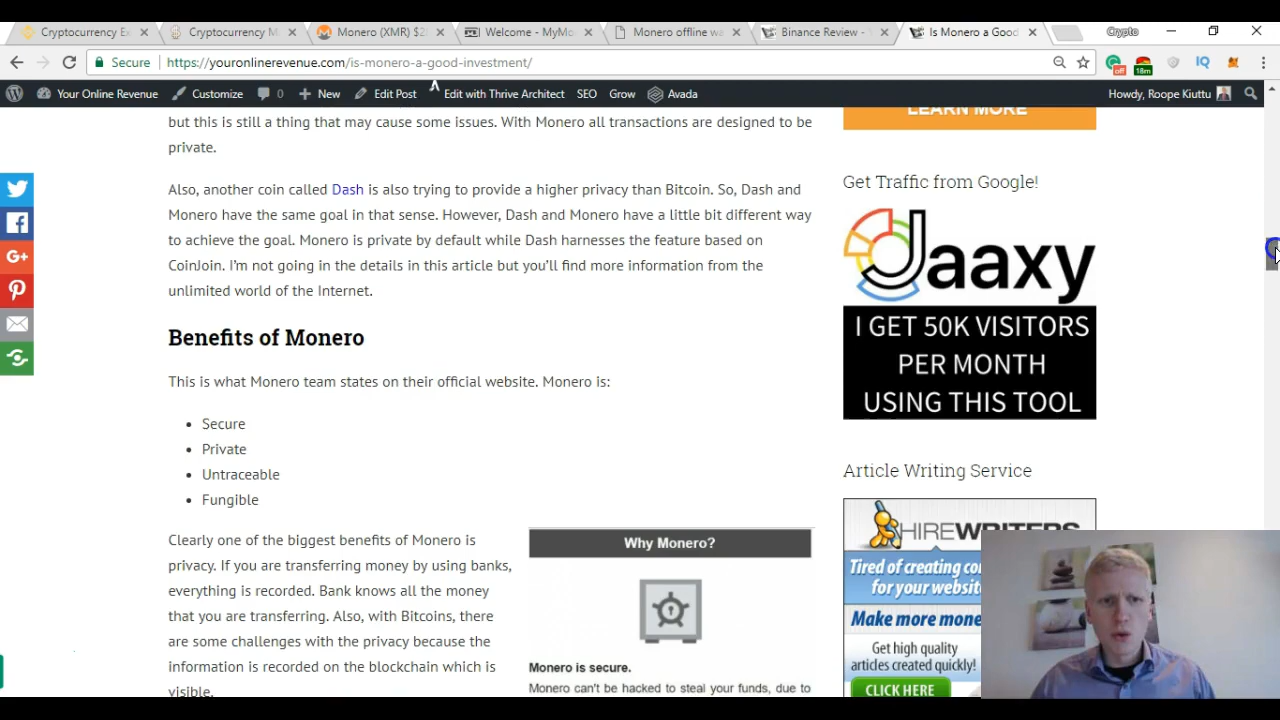 Cryptocurrency Ex
Cryptocurrency M
Monero (XMR) $2
Welcome - MyMo
Monero offline wa
Binance Review -
Is Monero a Good
Crypto
Secure
https://youronlinerevenue.com/is-monero-a-good-investment/
off
18m
IQ
Your Online Revenue
Customize
0
New
Edit Post
Edit with Thrive Architect
SEO
Grow
Avada
Howdy, Roope Kiuttu
but this is still a thing that may cause some issues. With Monero all transactions are designed to be
private.
Also, another coin called Dash is also trying to provide a higher privacy than Bitcoin. So, Dash and
Monero have the same goal in that sense. However, Dash and Monero have a little bit different way
to achieve the goal. Monero is private by default while Dash harnesses the feature based on
CoinJoin. I'm not going in the details in this article but you'll find more information from the
unlimited world of the Internet.
Benefits of Monero
This is what Monero team states on their official website. Monero is:
Secure
Private
Untraceable
Fungible
Clearly one of the biggest benefits of Monero is
privacy. If you are transferring money by using banks,
everything is recorded. Bank knows all the money
that you are transferring. Also, with Bitcoins, there
are some challenges with the privacy because the
information is recorded on the blockchain which is
visible.
Why Monero?
Monero is secure.
Monero can't be hacked to steal your funds, due to
LEARN MORE
Get Traffic from Google!
Jaaxy
I GET 50K VISITORS
PER MONTH
USING THIS TOOL
Article Writing Service
HIREWRITERS
Tired of creating co
for your website
Make more mone
Get high quality
articles created quickly!
CLICK HERE
G+